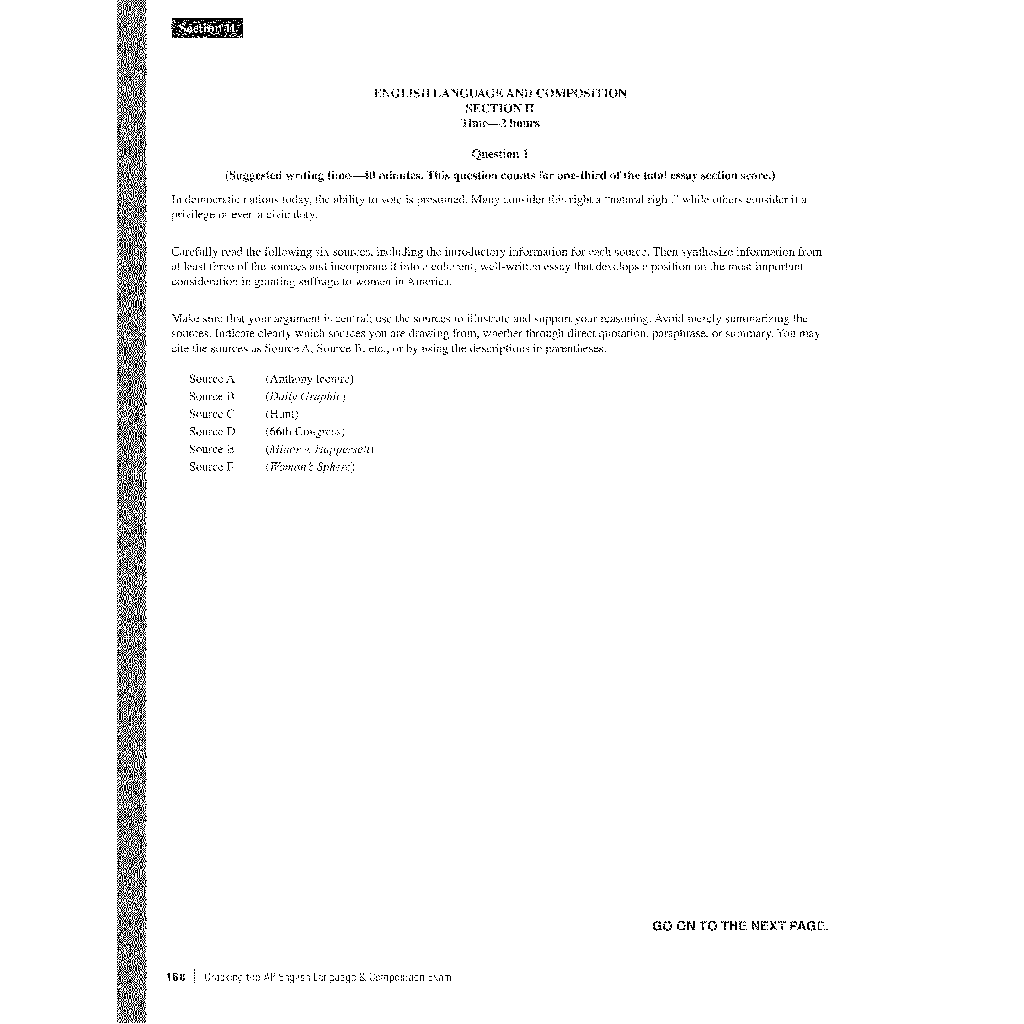 Section II
ENGLISH LANGUAGE AND COMPOSITION
SECTION II
Time—2 hours
Question 1
(Suggested writing time—40 minutes. This question counts for one-third of the total essay section score.)
In democratic nations today, the ability to vote is presumed. Many consider this right a "natural right," while others consider it a
privilege or even a civic duty.
Carefully read the following six sources, including the introductory information for each source. Then synthesize information from
at least three of the sources and incorporate it into a coherent, well-written essay that develops a position on the most important
consideration in granting suffrage to women in America.
Make sure that your argument is central; use the sources to illustrate and support your reasoning. Avoid merely summarizing the
sources. Indicate clearly which sources you are drawing from, whether through direct quotation, paraphrase, or summary. You may
cite the sources as Source A, Source B, etc., or by using the descriptions in parentheses.
Source A (Anthony lecture)
Source B (Daily Graphic)
Source C (Hunt)
Source D (66th Congress)
Source E (Minor v. Happersett)
Source F (Woman's Sphere)
GO ON TO THE NEXT PAGE.
168 | Cracking the AP English Language & Composition Exam